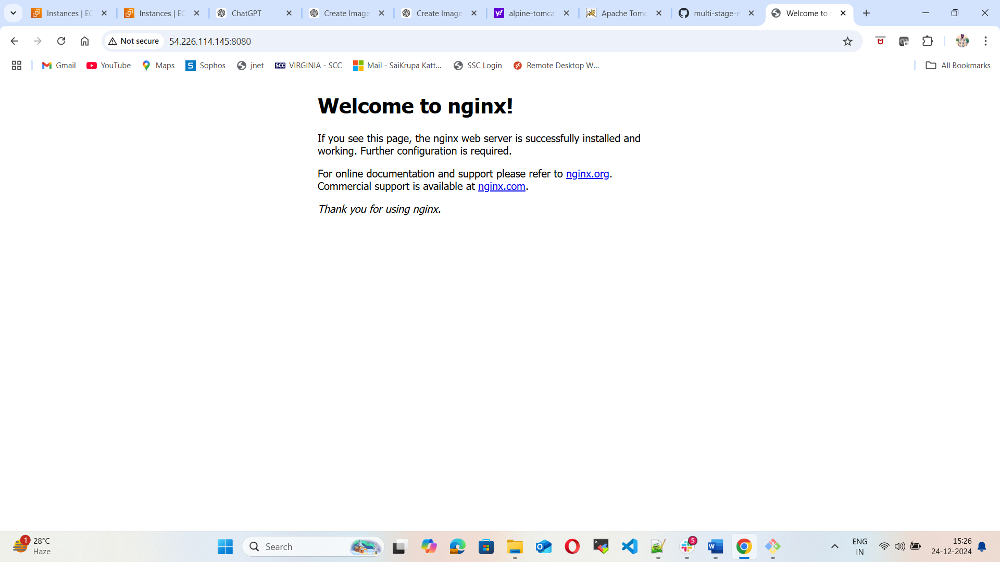 Instances | EC
Instances | EC
ChatGPT
Create Image
Create Image
alpine-tomca
Apache Tomc
multi-stage-e
Welcome to n
Not secure
54.226.114.145:8080
Gmail
YouTube
Maps
Sophos
jnet
SCC VIRGINIA - SCC
Mail - SaiKrupa Katt...
SSC Login
Remote Desktop W...
All Bookmarks
Welcome to nginx!
If you see this page, the nginx web server is successfully installed and
working. Further configuration is required.
For online documentation and support please refer to nginx.org.
Commercial support is available at nginx.com.
Thank you for using nginx.
1
28°C
Haze
Search
5
ENG
IN
15:26
24-12-2024